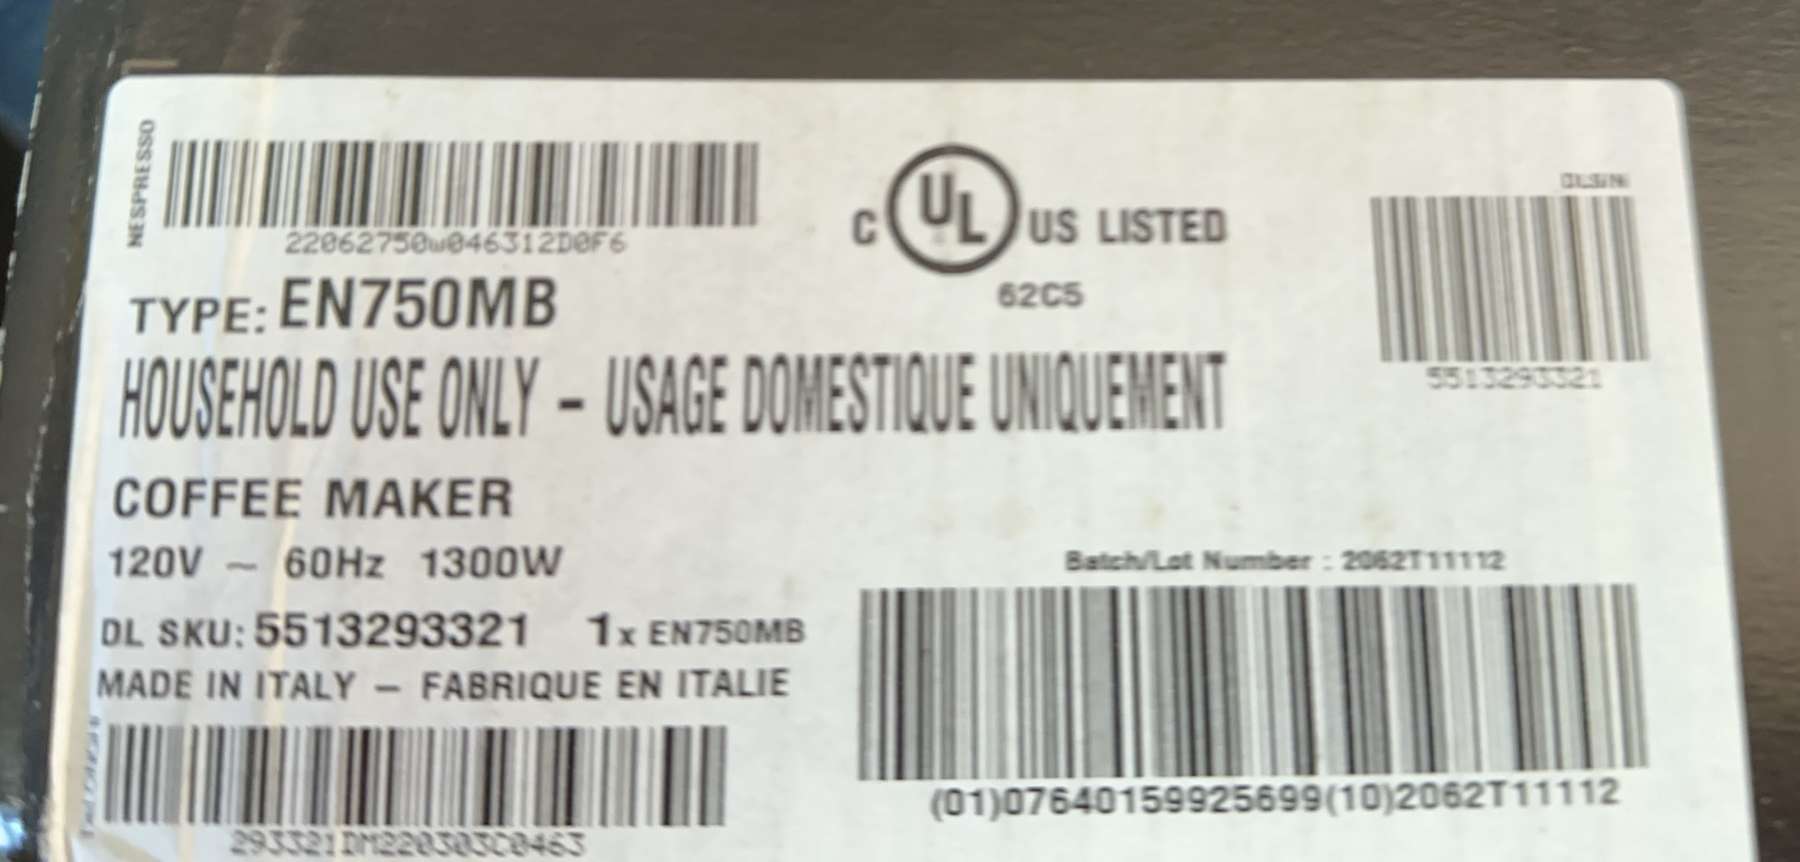 NESPRESSO
22062750w046312D0F6
C UL US LISTED
62C5
5513293321
TYPE: EN750MB
HOUSEHOLD USE ONLY - USAGE DOMESTIQUE UNIQUEMENT
COFFEE MAKER
120V ~ 60Hz 1300W
DL SKU: 5513293321 1x EN750MB
MADE IN ITALY - FABRIQUE EN ITALIE
293321DM220303C0463
Batch/Lot Number : 2062T11112
(01)07640159925699(10)2062T11112